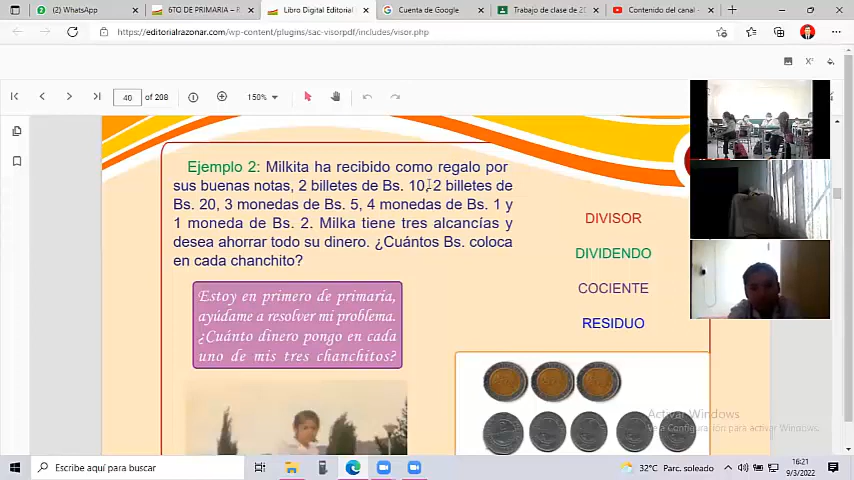 (2) WhatsApp
6TO DE PRIMARIA – R
Libro Digital Editorial
Cuenta de Google
Trabajo de clase de 2D
Contenido del canal -
https://editorialrazonar.com/wp-content/plugins/sac-visorpdf/includes/visor.php
40 of 208
150%
Ejemplo 2: Milkita ha recibido como regalo por
sus buenas notas, 2 billetes de Bs. 10, 2 billetes de
Bs. 20, 3 monedas de Bs. 5, 4 monedas de Bs. 1 y
1 moneda de Bs. 2. Milka tiene tres alcancías y
desea ahorrar todo su dinero. ¿Cuántos Bs. coloca
en cada chanchito?
DIVISOR
DIVIDENDO
COCIENTE
RESIDUO
Estoy en primero de primaria,
ayúdame a resolver mi problema.
¿Cuánto dinero pongo en cada
uno de mis tres chanchitos?
Activar Windows
Ve a Configuración para activar Windows.
Escribe aquí para buscar
32°C Parc. soleado
16:21
9/3/2022